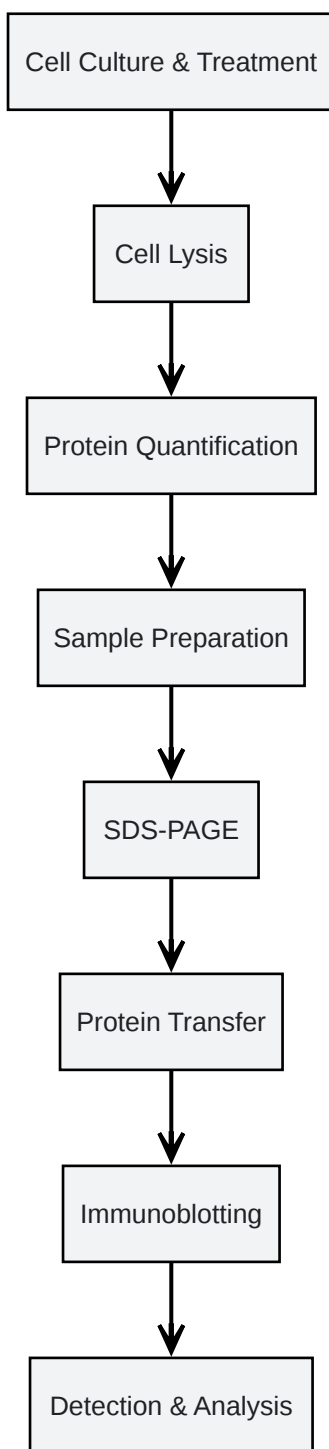 Cell Culture & Treatment
Cell Lysis
Protein Quantification
Sample Preparation
SDS-PAGE
Protein Transfer
Immunoblotting
Detection & Analysis